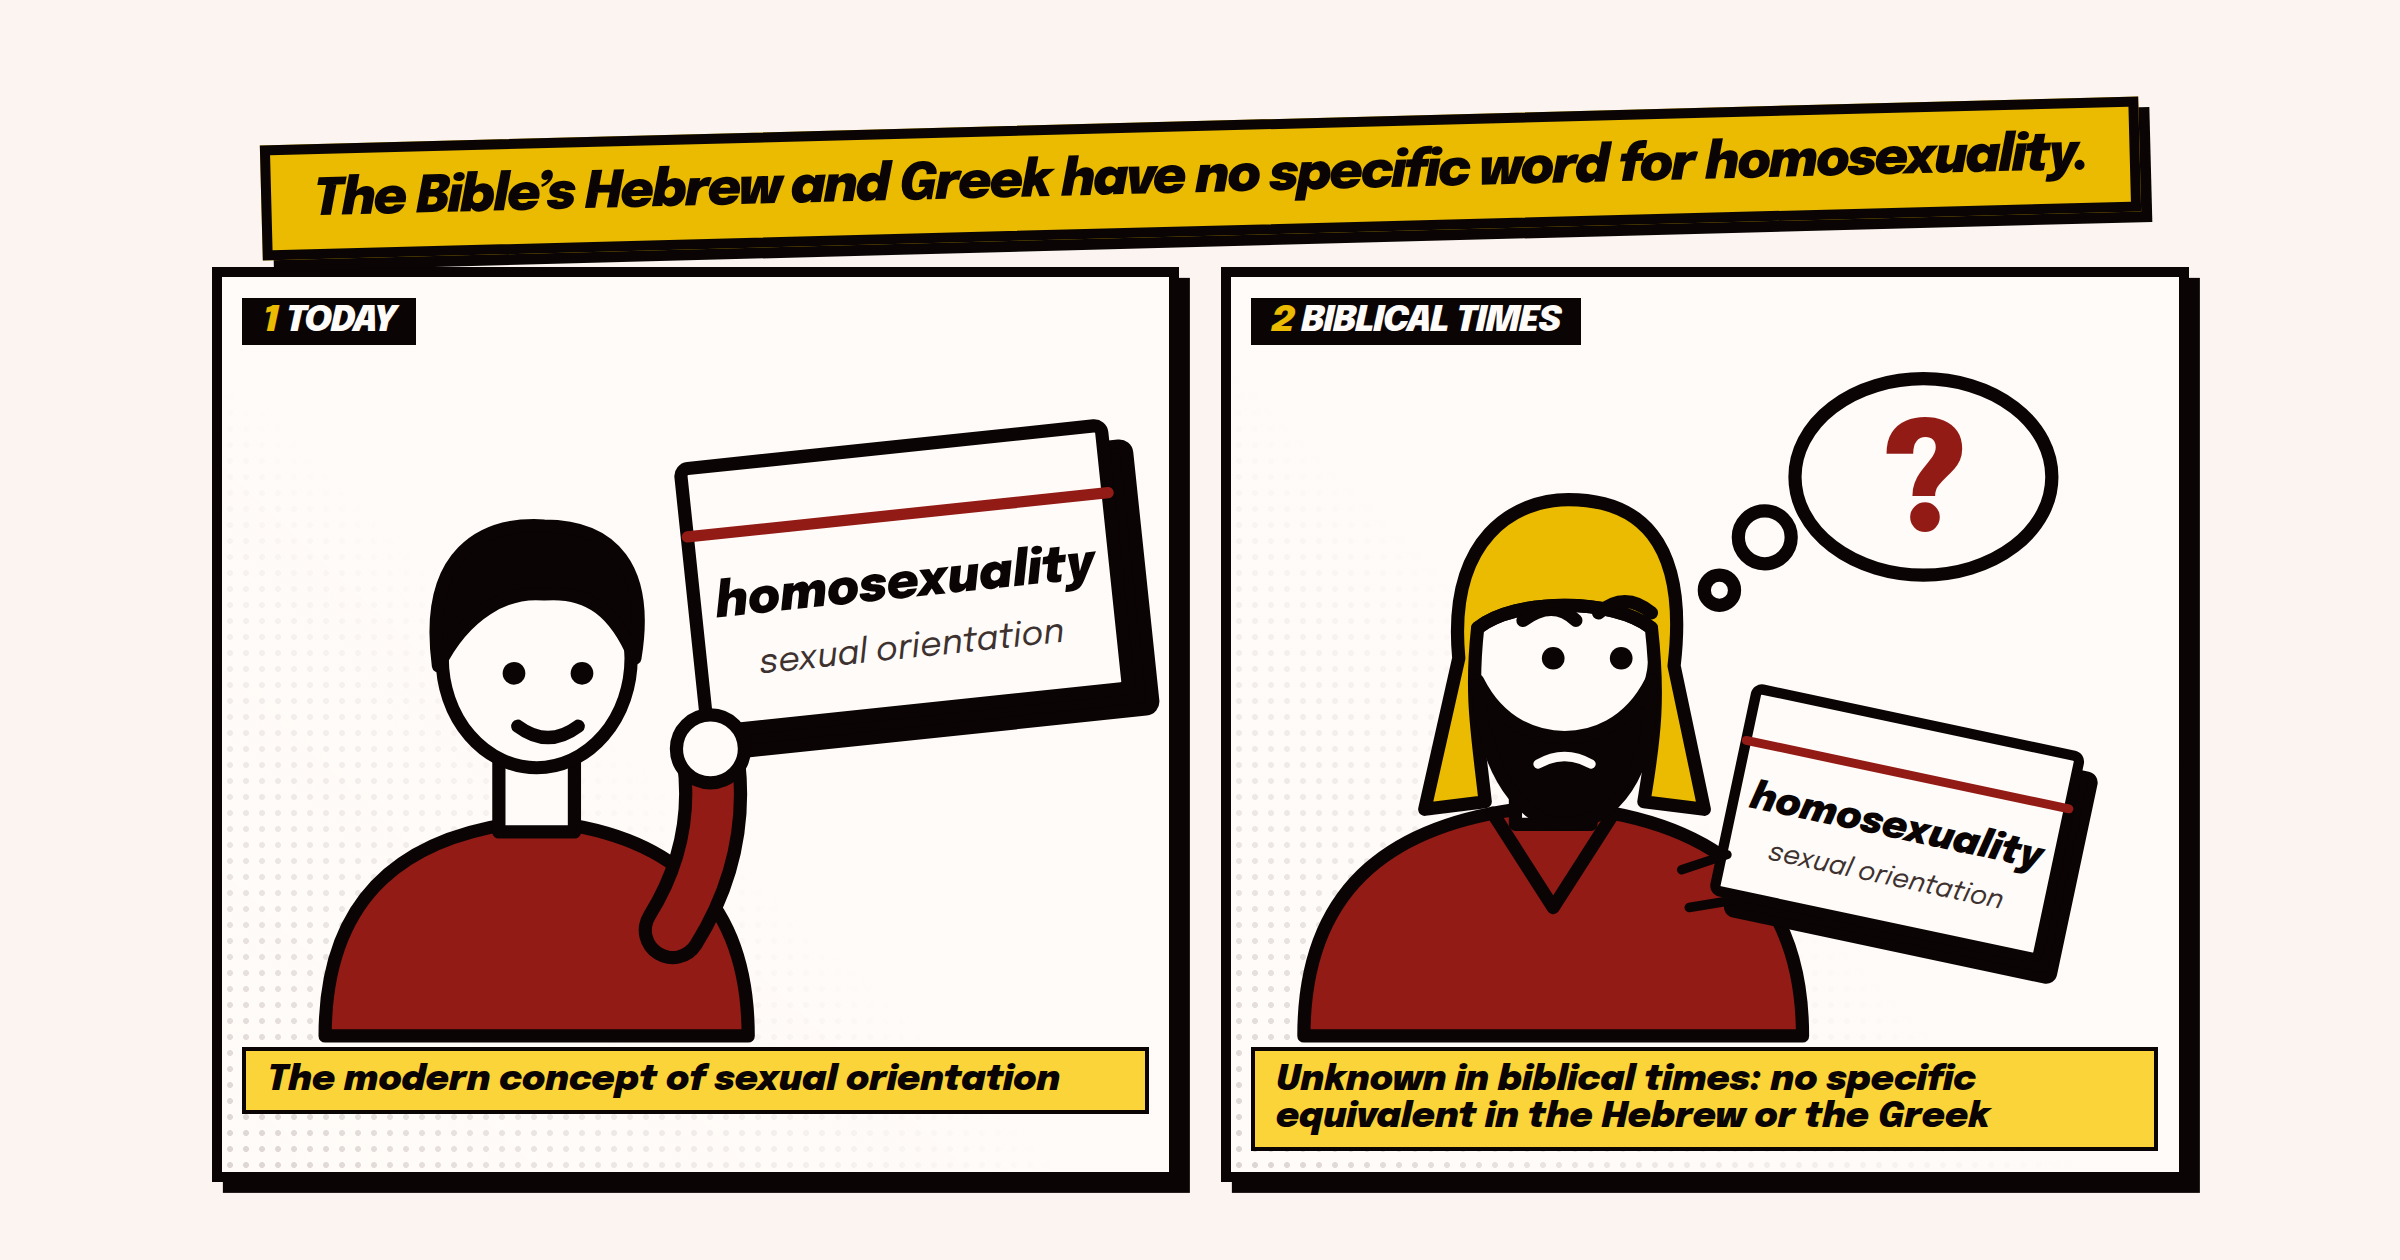 The Bible’s Hebrew and Greek have no specific word for homosexuality.
1 TODAY
homosexuality
sexual orientation
The modern concept of sexual orientation
2 BIBLICAL TIMES
?
homosexuality
sexual orientation
Unknown in biblical times: no specific
equivalent in the Hebrew or the Greek